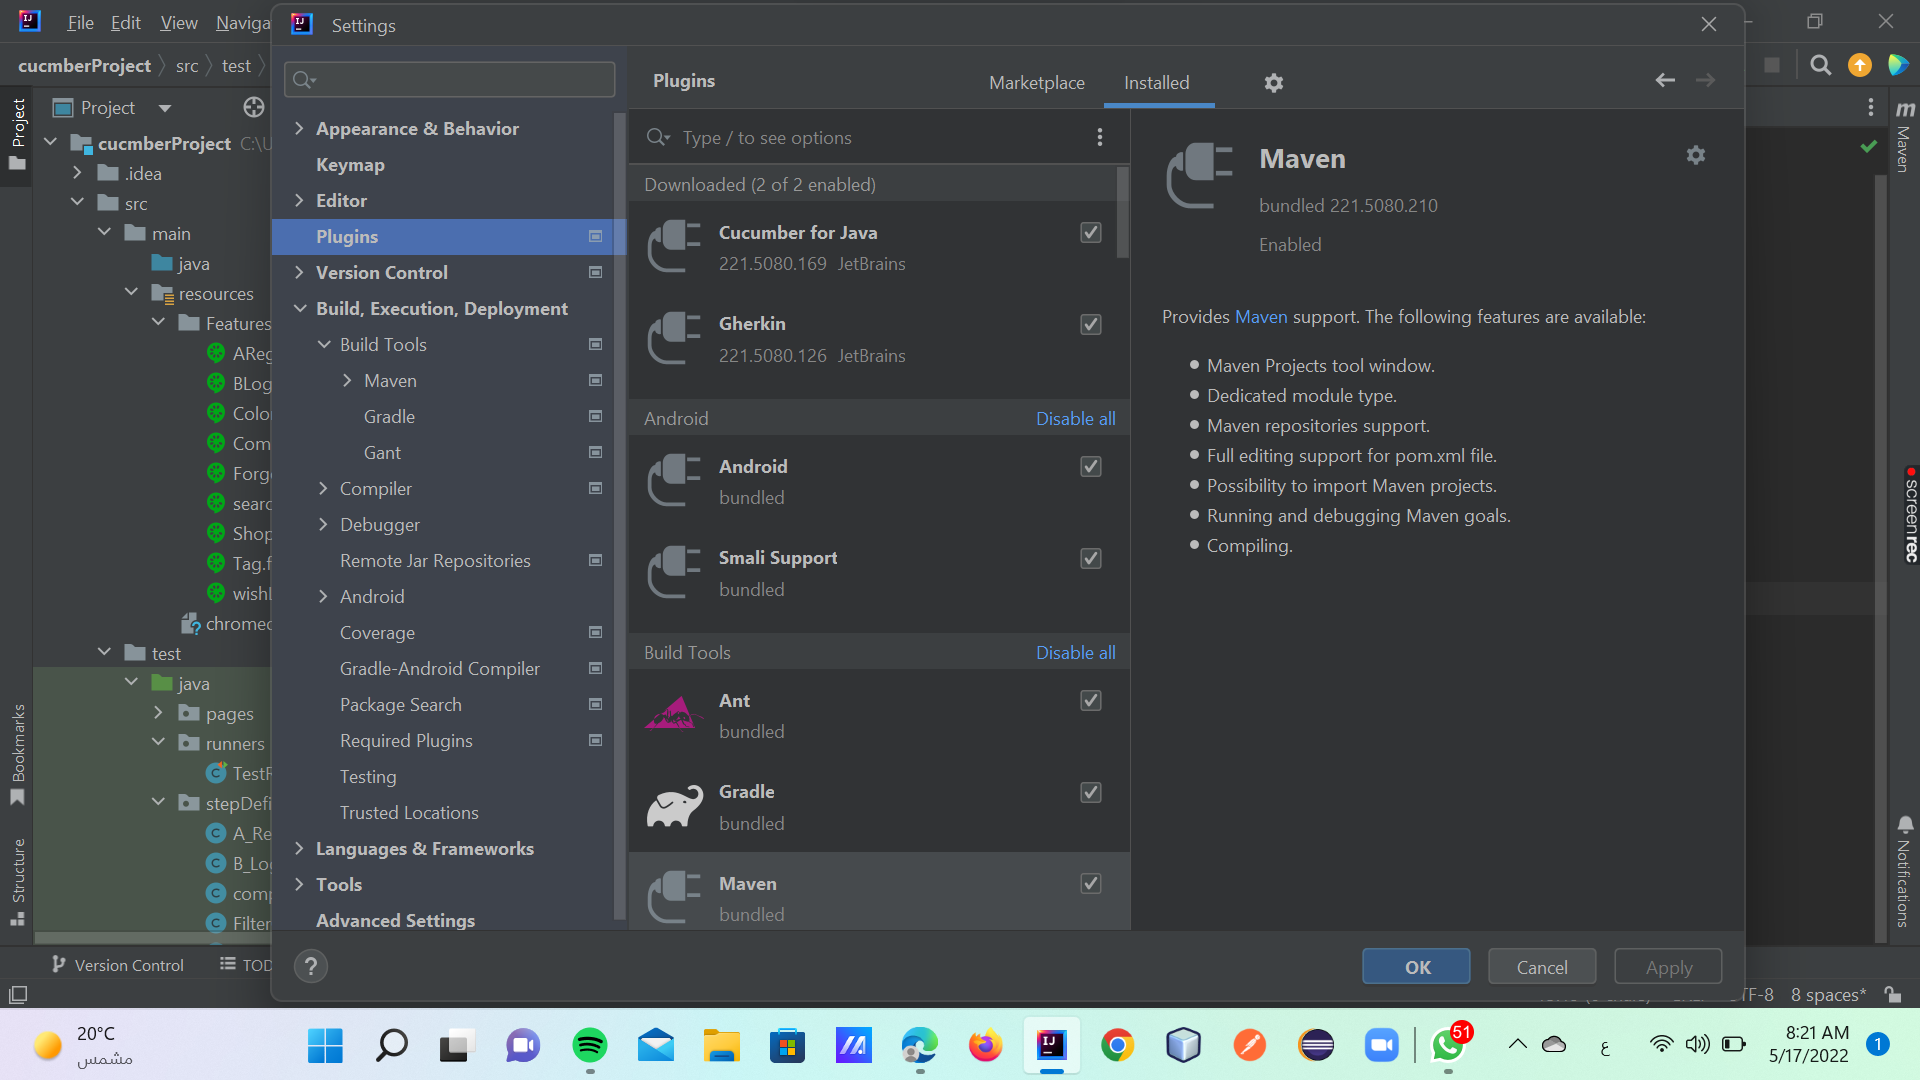 File Edit View Naviga
Settings
cucmberProject src test
Project
cucmberProject C:\U
.idea
src
main
java
resources
Features
AReg
BLog
Colo
Com
Forg
searc
Shop
Tag.f
wishl
chromed
test
java
pages
runners
TestR
stepDefi
A_Re
B_Log
comp
Filter
Project
Bookmarks
Structure
Version Control
TOD
Appearance & Behavior
Keymap
Editor
Plugins
Version Control
Build, Execution, Deployment
Build Tools
Maven
Gradle
Gant
Compiler
Debugger
Remote Jar Repositories
Android
Coverage
Gradle-Android Compiler
Package Search
Required Plugins
Testing
Trusted Locations
Languages & Frameworks
Tools
Advanced Settings
?
Plugins
Marketplace
Installed
Type / to see options
Downloaded (2 of 2 enabled)
Cucumber for Java
221.5080.169 JetBrains
Gherkin
221.5080.126 JetBrains
Android
Disable all
Android
bundled
Smali Support
bundled
Build Tools
Disable all
Ant
bundled
Gradle
bundled
Maven
bundled
Maven
bundled 221.5080.210
Enabled
Provides Maven support. The following features are available:
Maven Projects tool window.
Dedicated module type.
Maven repositories support.
Full editing support for pom.xml file.
Possibility to import Maven projects.
Running and debugging Maven goals.
Compiling.
OK
Cancel
Apply
m
Maven
screenrec
Notifications
TF-8
8 spaces*
20°C
مشمس
IJ
51
ع
8:21 AM
5/17/2022
1